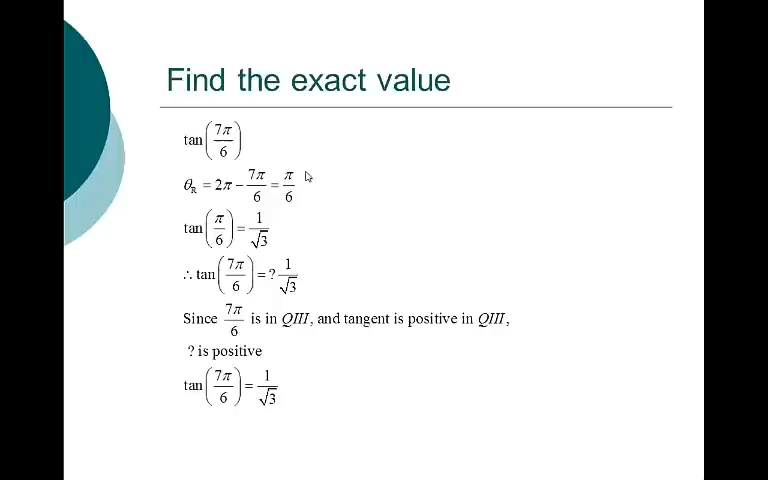 Find the exact value
tan(7π/6)
θ_R = 2π − 7π/6 = π/6
tan(π/6) = 1/√3
∴ tan(7π/6) = ? 1/√3
Since 7π/6 is in QIII, and tangent is positive in QIII,
? is positive
tan(7π/6) = 1/√3